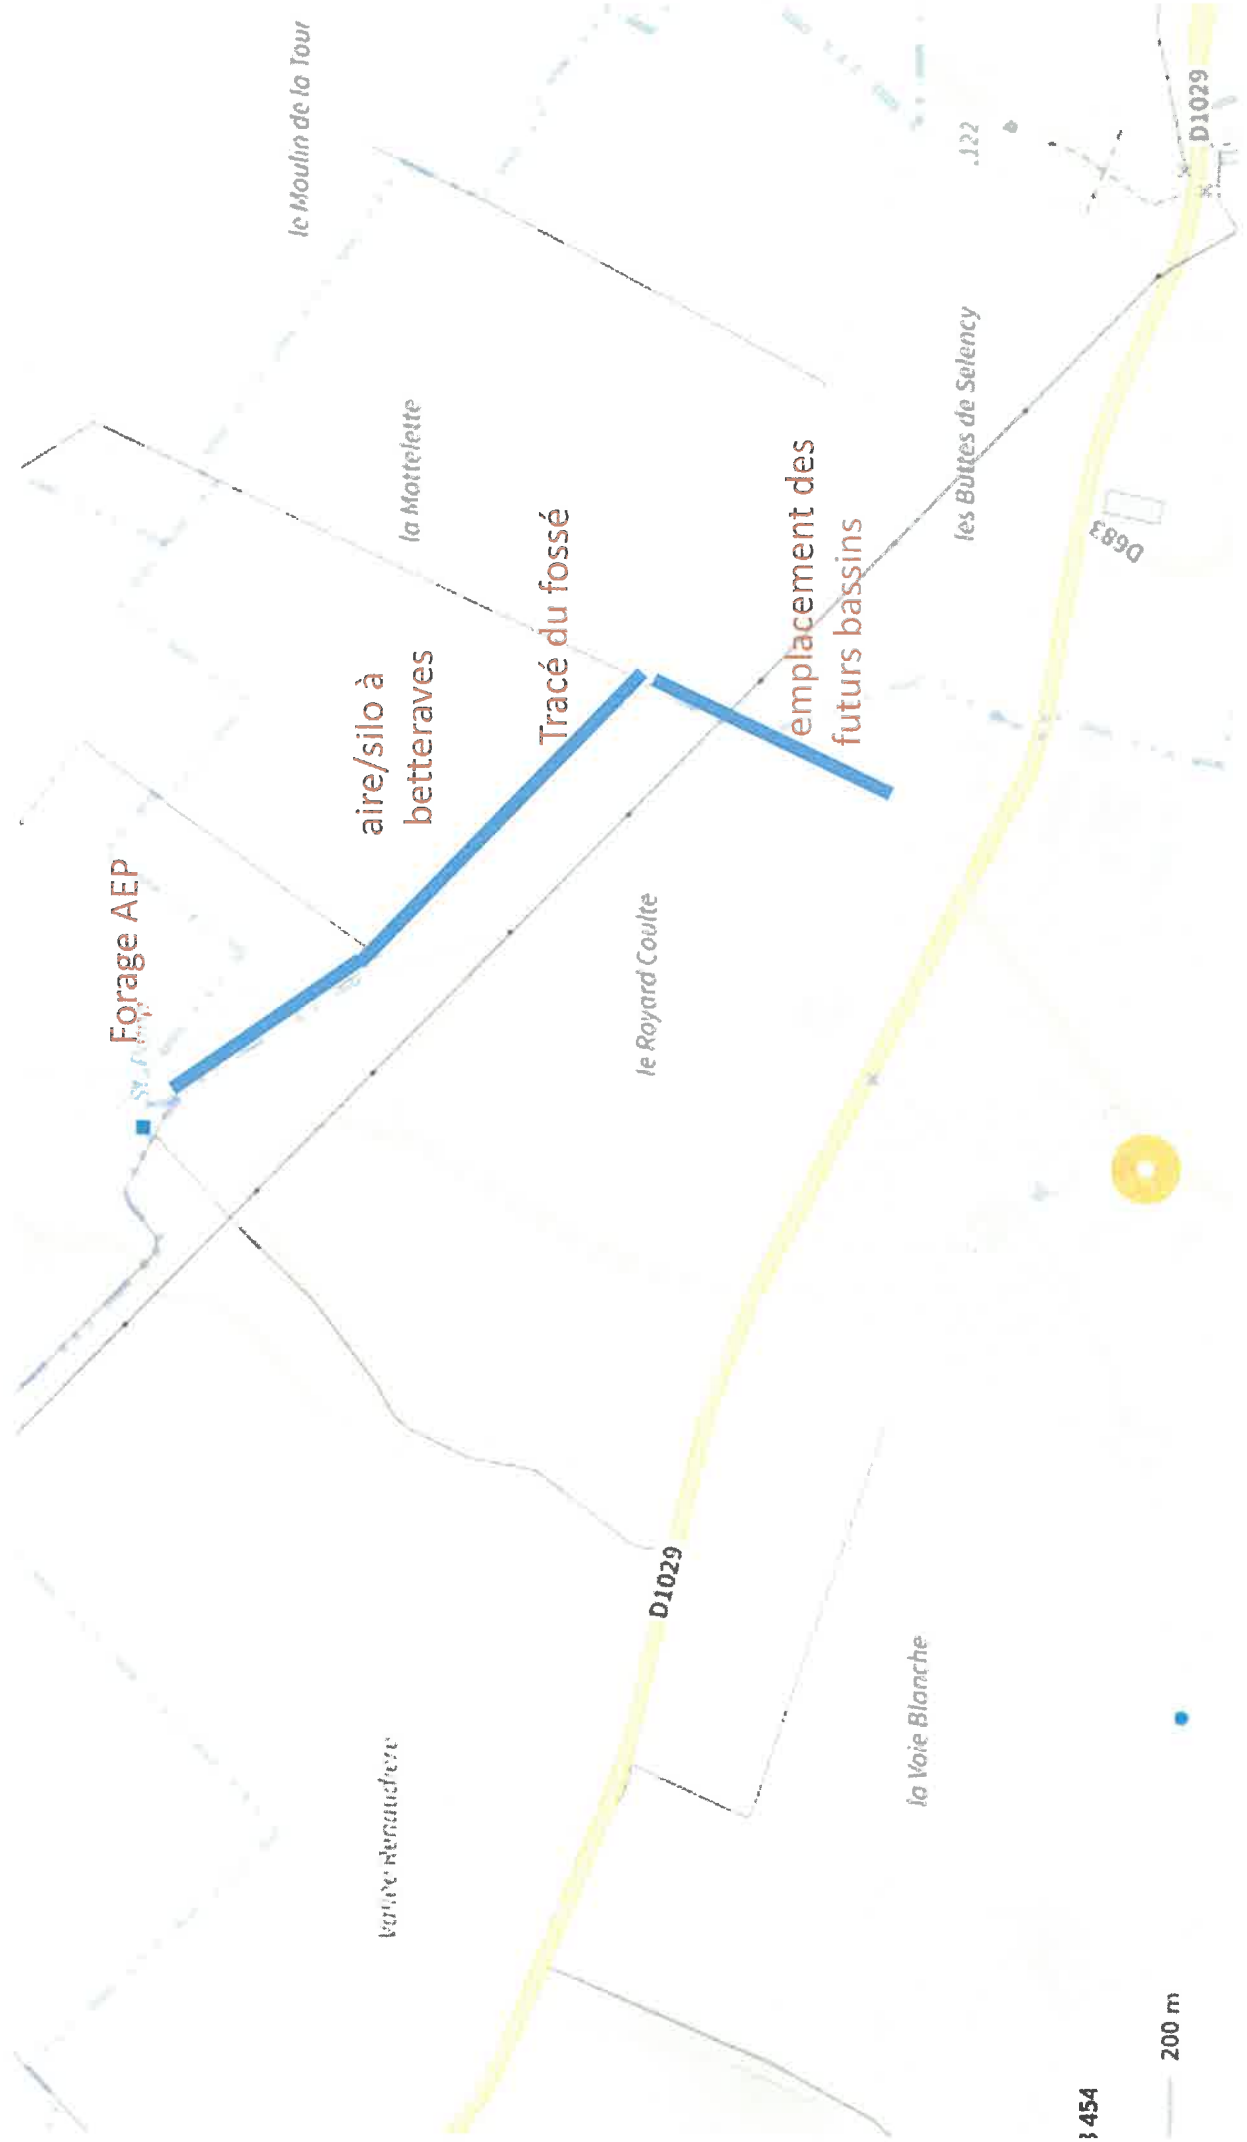 Forage AEP
aire/silo à
betteraves
Tracé du fossé
emplacement des
futurs bassins
le Moulin de la Tour
la Mottelette
les Buttes de Selency
le Royard Coulte
la Voie Blanche
D1029
D1029
D683
.122
200 m
3 454